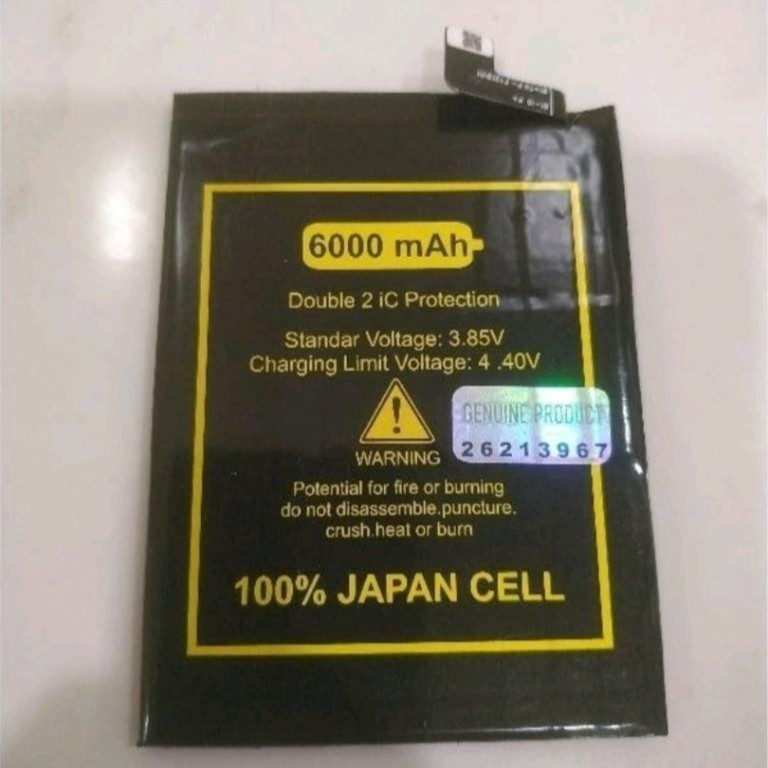 6000 mAh
Double 2 iC Protection
Standar Voltage: 3.85V
Charging Limit Voltage: 4 .40V
GENUINE PRODUCT
26213967
WARNING
Potential for fire or burning
do not disassemble.puncture.
crush.heat or burn
100% JAPAN CELL